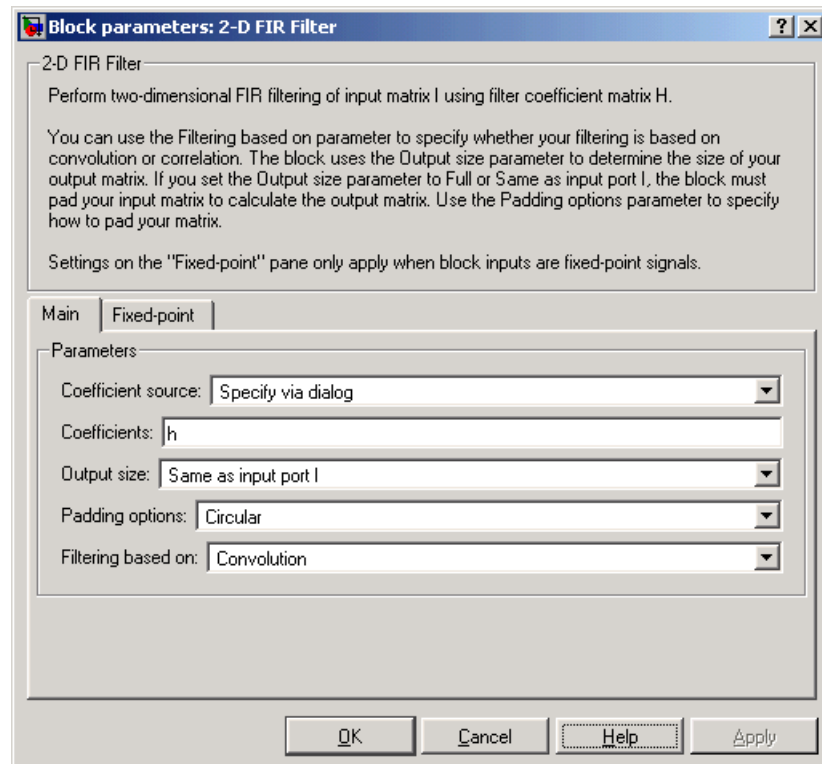 Block parameters: 2-D FIR Filter
2-D FIR Filter
Perform two-dimensional FIR filtering of input matrix I using filter coefficient matrix H.
You can use the Filtering based on parameter to specify whether your filtering is based on
convolution or correlation. The block uses the Output size parameter to determine the size of your
output matrix. If you set the Output size parameter to Full or Same as input port I, the block must
pad your input matrix to calculate the output matrix. Use the Padding options parameter to specify
how to pad your matrix.
Settings on the "Fixed-point" pane only apply when block inputs are fixed-point signals.
Main Fixed-point
Parameters
Coefficient source: Specify via dialog
Coefficients: h
Output size: Same as input port I
Padding options: Circular
Filtering based on: Convolution
OK Cancel Help Apply